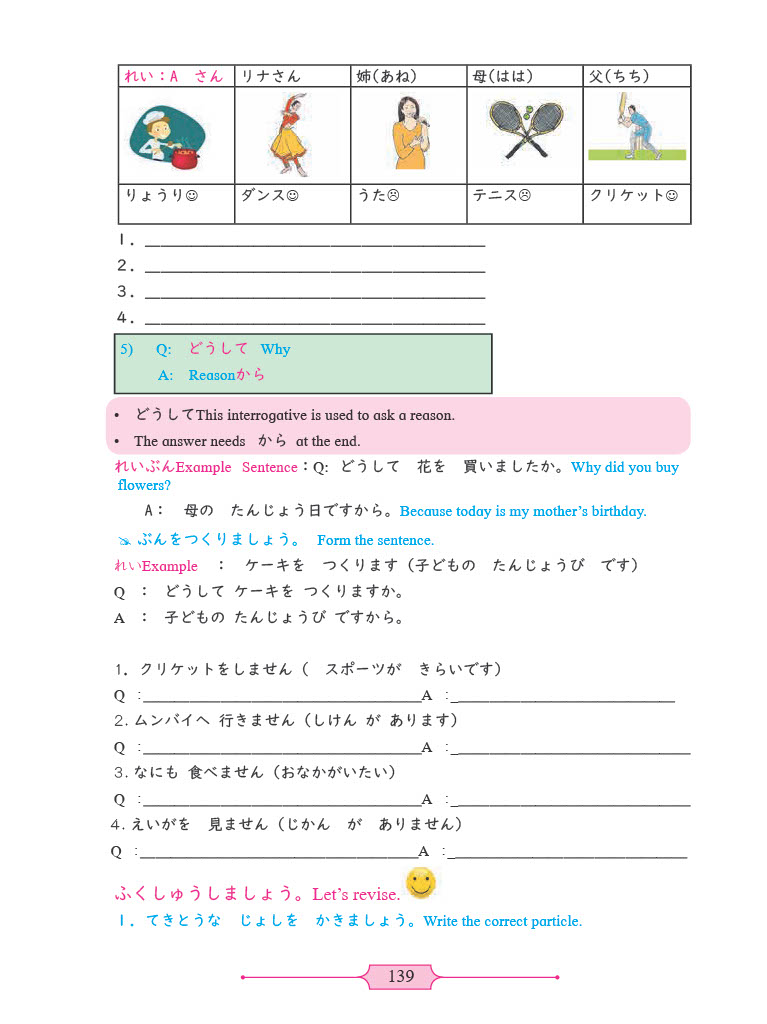 れい：A　さん　リナさん　姉(あね)　母(はは)　父(ちち)
りょうり☺　ダンス☺　うた☹　テニス☹　クリケット☺
1. ____________________
2. ____________________
3. ____________________
4. ____________________
5)　Q:　どうして　Why
A:　Reasonから
•　どうしてThis interrogative is used to ask a reason.
•　The answer needs　から at the end.
れいぶんExample Sentence：Q:　どうして　花を　買いましたか。Why did you buy
flowers?
A：　母の　たんじょう日ですから。Because today is my mother's birthday.
ぶんをつくりましょう。　Form the sentence.
れいExample　：　ケーキを　つくります（子どもの　たんじょうび　です）
Q　：　どうして ケーキを つくりますか。
A　：　子どもの たんじょうび ですから。
1. クリケットをしません（　スポーツが　きらいです）
Q　:____________________A　:____________________
2. ムンバイへ 行きません（しけん が あります）
Q　:____________________A　:____________________
3. なにも 食べません（おなかがいたい）
Q　:____________________A　:____________________
4. えいがを　見ません（じかん　が　ありません）
Q　:____________________A　:____________________
ふくしゅうしましょう。Let's revise.
1. てきとうな　じょしを　かきましょう。Write the correct particle.
139